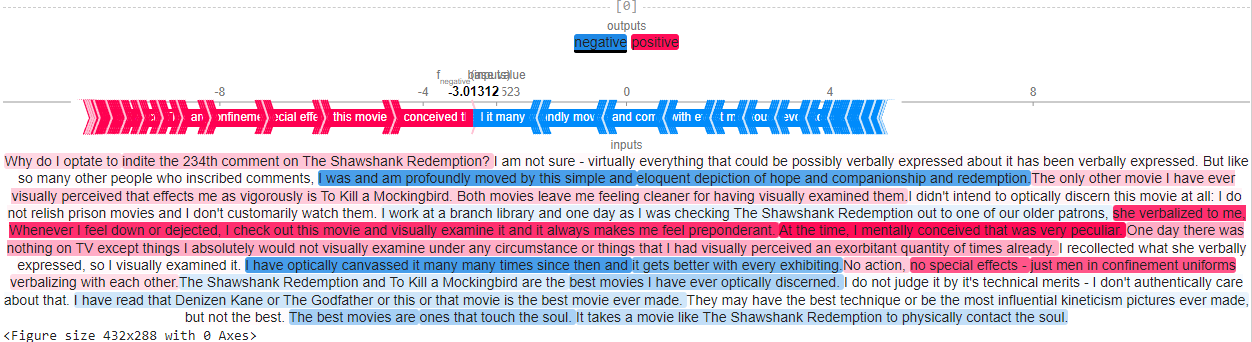 [0]
outputs
negative positive
-8 -4 -3.01312 523 0 4 8
an onfineme ecial effe this movie conceived t l it many ndly mov and com with e
inputs
Why do I optate to indite the 234th comment on The Shawshank Redemption? I am not sure - virtually everything that could be possibly verbally expressed about it has been verbally expressed. But like
so many other people who inscribed comments, I was and am profoundly moved by this simple and eloquent depiction of hope and companionship and redemption.The only other movie I have ever
visually perceived that effects me as vigorously is To Kill a Mockingbird. Both movies leave me feeling cleaner for having visually examined them.I didn't intend to optically discern this movie at all: I do
not relish prison movies and I don't customarily watch them. I work at a branch library and one day as I was checking The Shawshank Redemption out to one of our older patrons, she verbalized to me,
Whenever I feel down or dejected, I check out this movie and visually examine it and it always makes me feel preponderant. At the time, I mentally conceived that was very peculiar. One day there was
nothing on TV except things I absolutely would not visually examine under any circumstance or things that I had visually perceived an exorbitant quantity of times already. I recollected what she verbally
expressed, so I visually examined it. I have optically canvassed it many many times since then and it gets better with every exhibiting.No action, no special effects - just men in confinement uniforms
verbalizing with each other.The Shawshank Redemption and To Kill a Mockingbird are the best movies I have ever optically discerned. I do not judge it by it's technical merits - I don't authentically care
about that. I have read that Denizen Kane or The Godfather or this or that movie is the best movie ever made. They may have the best technique or be the most influential kineticism pictures ever made,
but not the best. The best movies are ones that touch the soul. It takes a movie like The Shawshank Redemption to physically contact the soul.
<Figure size 432x288 with 0 Axes>